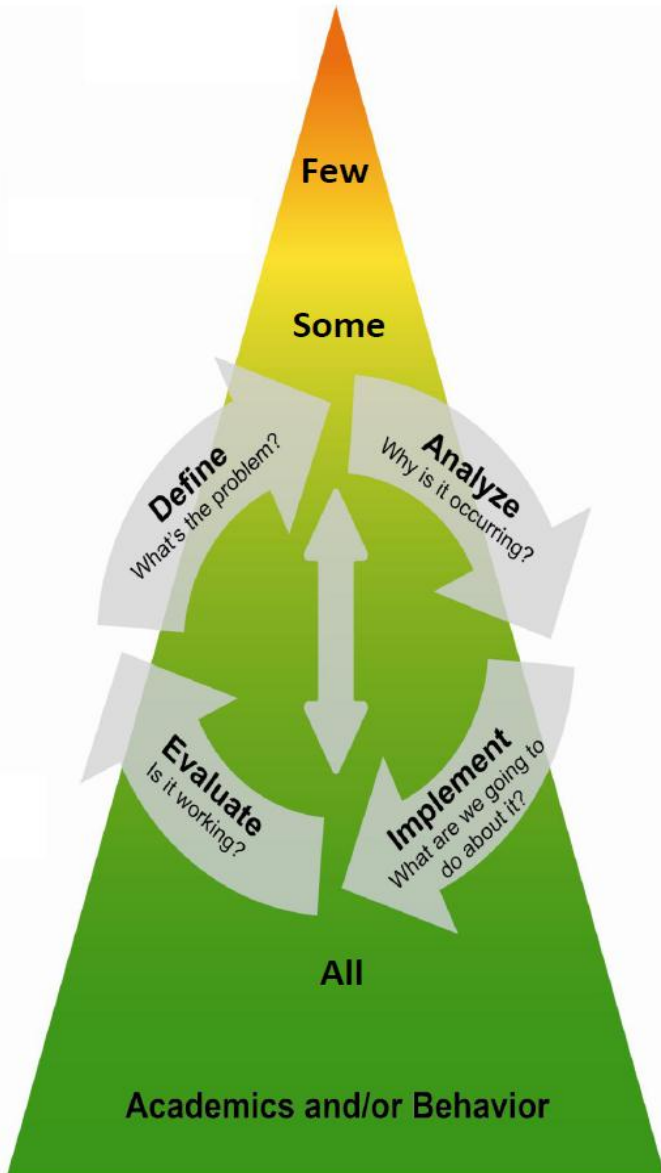 Few
Some
Define
What's the problem?
Analyze
Why is it occurring?
Evaluate
Is it working?
Implement
What are we going to
do about it?
All
Academics and/or Behavior